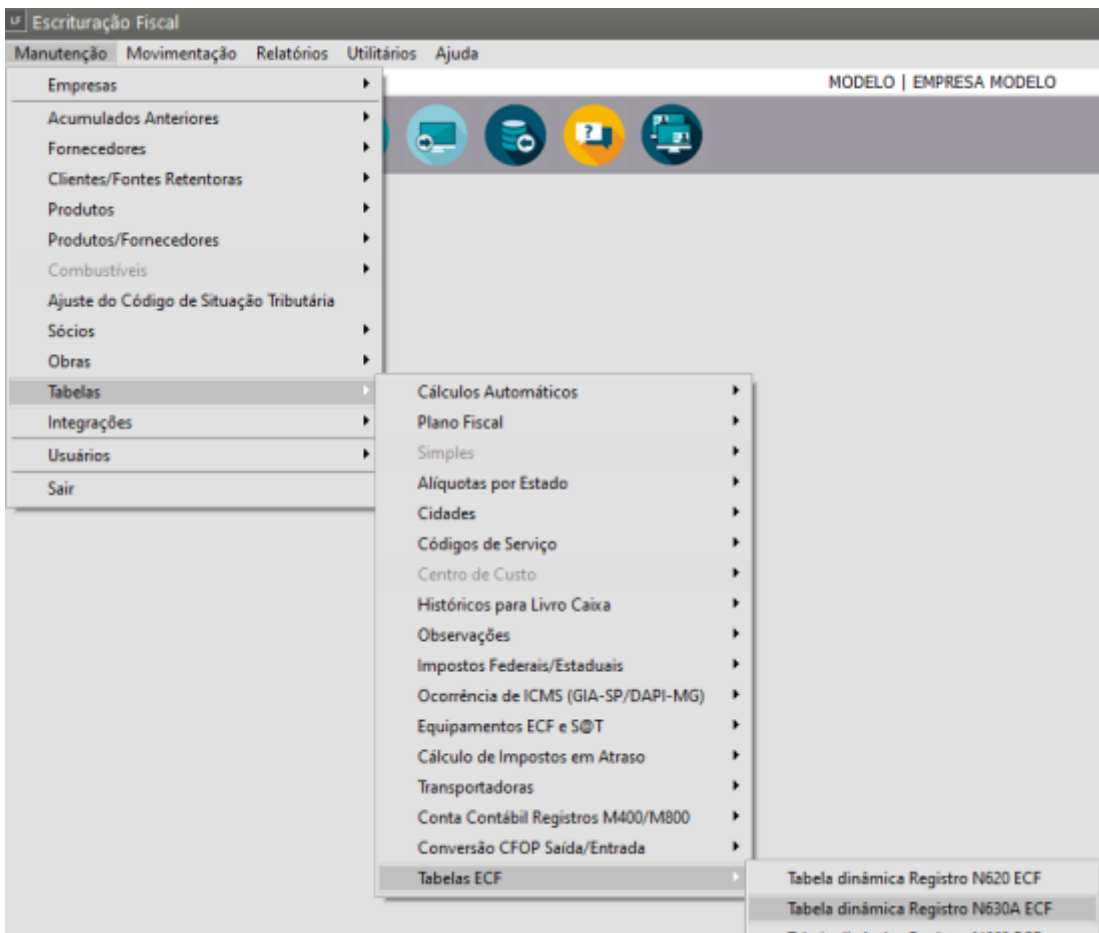 LF Escrituração Fiscal
Manutenção Movimentação Relatórios Utilitários Ajuda
MODELO | EMPRESA MODELO
Empresas
Acumulados Anteriores
Fornecedores
Clientes/Fontes Retentoras
Produtos
Produtos/Fornecedores
Combustíveis
Ajuste do Código de Situação Tributária
Sócios
Obras
Tabelas
Integrações
Usuários
Sair
Cálculos Automáticos
Plano Fiscal
Simples
Alíquotas por Estado
Cidades
Códigos de Serviço
Centro de Custo
Históricos para Livro Caixa
Observações
Impostos Federais/Estaduais
Ocorrência de ICMS (GIA-SP/DAPI-MG)
Equipamentos ECF e S@T
Cálculo de Impostos em Atraso
Transportadoras
Conta Contábil Registros M400/M800
Conversão CFOP Saída/Entrada
Tabelas ECF
Tabela dinâmica Registro N620 ECF
Tabela dinâmica Registro N630A ECF